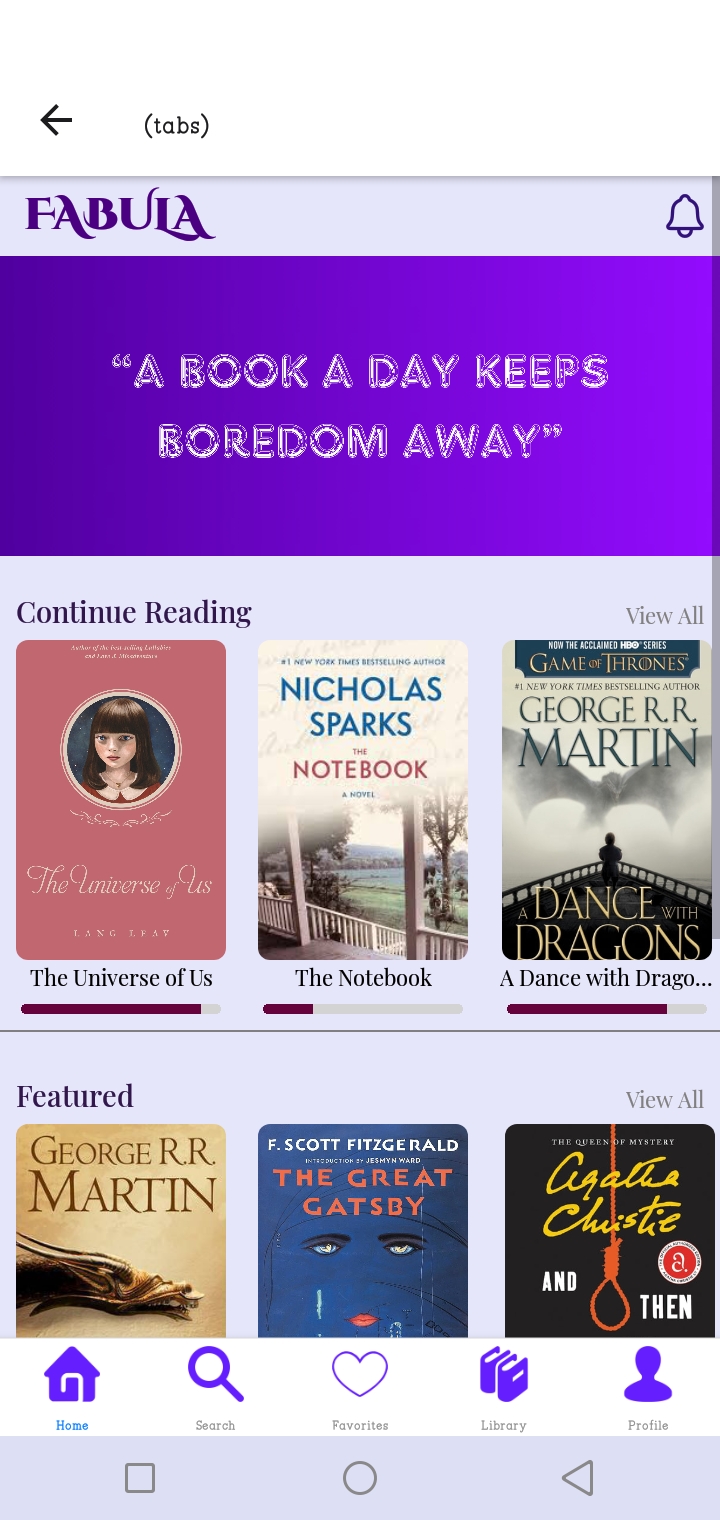 (tabs)
FABULA
“A BOOK A DAY KEEPS
BOREDOM AWAY”
Continue Reading
View All
Author of the best-selling Lullabies
and Love & Misadventure
The Universe of Us
LANG LEAV
#1 NEW YORK TIMES BESTSELLING AUTHOR
NICHOLAS
SPARKS
THE
NOTEBOOK
A NOVEL
NOW THE ACCLAIMED HBO® SERIES
GAME OF THRONES®
#1 NEW YORK TIMES BESTSELLING AUTHOR
GEORGE R.R.
MARTIN
A DANCE WITH
DRAGONS
The Universe of Us
The Notebook
A Dance with Drago...
Featured
View All
GEORGE R.R.
MARTIN
F. SCOTT FITZGERALD
INTRODUCTION BY JESMYN WARD
THE GREAT
GATSBY
THE QUEEN OF MYSTERY
Agatha
Christie
AND
THEN
Home
Search
Favorites
Library
Profile